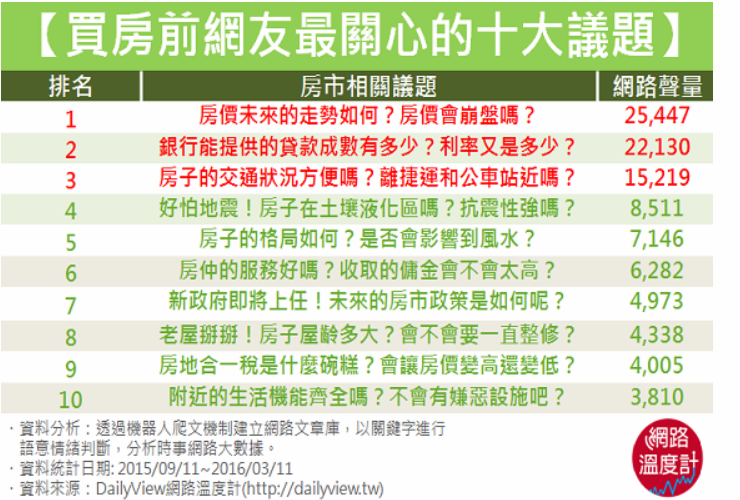 【買房前網友最關心的十大議題】
排名 房市相關議題 網路聲量
1 房價未來的走勢如何？房價會崩盤嗎？ 25,447
2 銀行能提供的貸款成數有多少？利率又是多少？ 22,130
3 房子的交通狀況方便嗎？離捷運和公車站近嗎？ 15,219
4 好怕地震！房子在土壤液化區嗎？抗震性強嗎？ 8,511
5 房子的格局如何？是否會影響到風水？ 7,146
6 房仲的服務好嗎？收取的傭金會不會太高？ 6,282
7 新政府即將上任！未來的房市政策是如何呢？ 4,973
8 老屋掰掰！房子屋齡多大？會不會要一直整修？ 4,338
9 房地合一稅是什麼碗糕？會讓房價變高還變低？ 4,005
10 附近的生活機能齊全嗎？不會有嫌惡設施吧？ 3,810
‧資料分析：透過機器人爬文機制建立網路文章庫，以關鍵字進行
語意情緒判斷，分析時事網路大數據。
‧資料統計日期: 2015/09/11~2016/03/11
‧資料來源：DailyView網路溫度計(http://dailyview.tw)
網路
溫度計